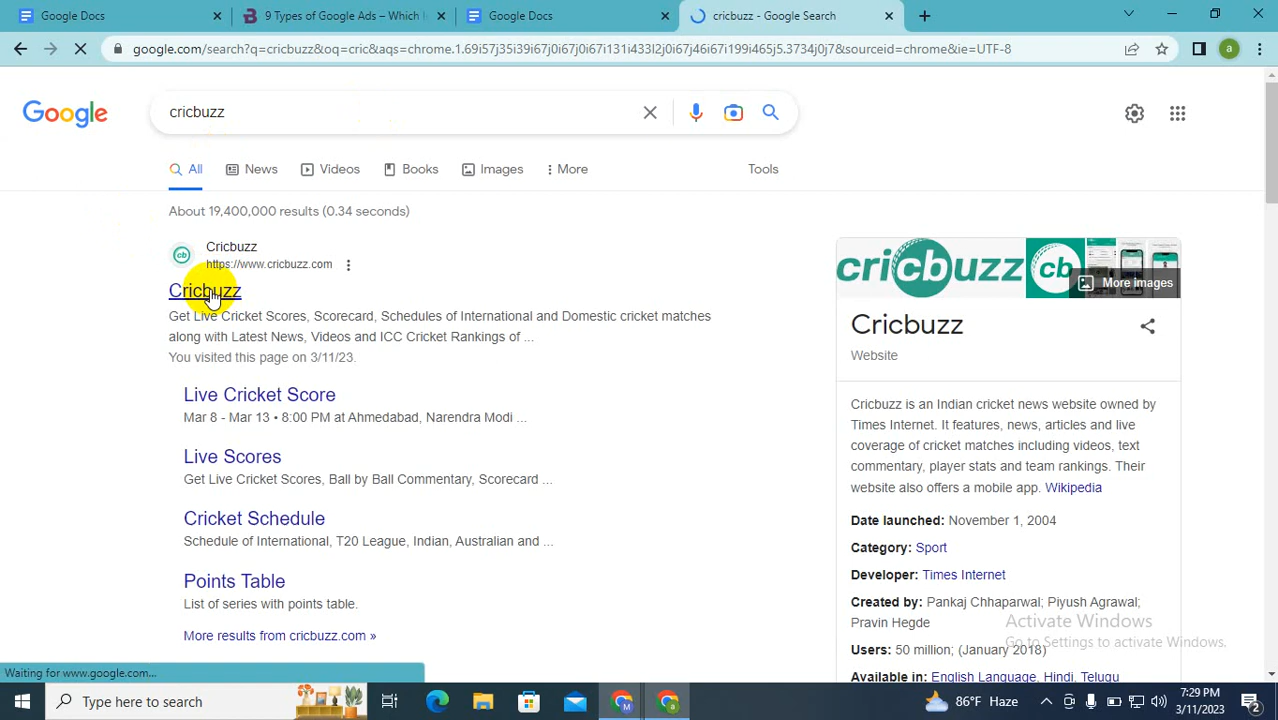 Google Docs
9 Types of Google Ads – Which
Google Docs
cricbuzz - Google Search
google.com/search?q=cricbuzz&oq=cric&aqs=chrome.1.69i57j35i39i67j0i67j0i67i131i433l2j0i67j46i67i199i465j5.3734j0j7&sourceid=chrome&ie=UTF-8
a
Google
cricbuzz
All
News
Videos
Books
Images
More
Tools
About 19,400,000 results (0.34 seconds)
cb
Cricbuzz
https://www.cricbuzz.com
Cricbuzz
Get Live Cricket Scores, Scorecard, Schedules of International and Domestic cricket matches
along with Latest News, Videos and ICC Cricket Rankings of ...
You visited this page on 3/11/23.
Live Cricket Score
Mar 8 - Mar 13 • 8:00 PM at Ahmedabad, Narendra Modi ...
Live Scores
Get Live Cricket Scores, Ball by Ball Commentary, Scorecard ...
Cricket Schedule
Schedule of International, T20 League, Indian, Australian and ...
Points Table
List of series with points table.
More results from cricbuzz.com »
cricbuzz
cb
More images
Cricbuzz
Website
Cricbuzz is an Indian cricket news website owned by
Times Internet. It features, news, articles and live
coverage of cricket matches including videos, text
commentary, player stats and team rankings. Their
website also offers a mobile app. Wikipedia
Date launched: November 1, 2004
Category: Sport
Developer: Times Internet
Created by: Pankaj Chhaparwal; Piyush Agrawal;
Pravin Hegde
Users: 50 million; (January 2018)
Available in: English Language, Hindi, Telugu
Activate Windows
Go to Settings to activate Windows.
Waiting for www.google.com...
Type here to search
86°F Haze
7:29 PM
3/11/2023
2